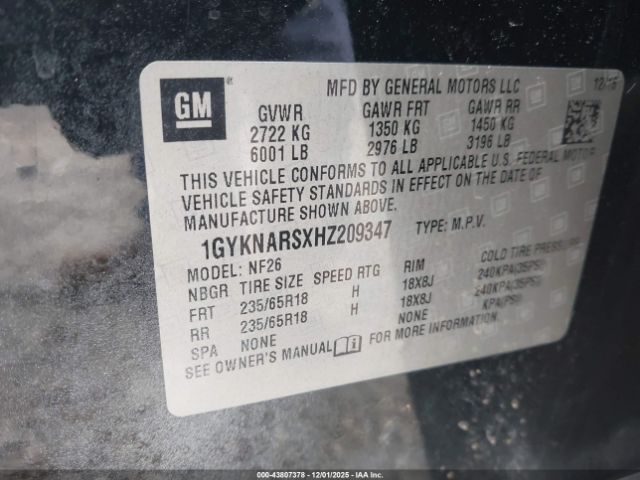 GM
MFD BY GENERAL MOTORS LLC 12/16
GVWR GAWR FRT GAWR RR
2722 KG 1350 KG 1450 KG
6001 LB 2976 LB 3196 LB
THIS VEHICLE CONFORMS TO ALL APPLICABLE U.S. FEDERAL MOTOR
VEHICLE SAFETY STANDARDS IN EFFECT ON THE DATE OF
MANUFACTURE SHOWN ABOVE.
1GYKNARSXHZ209347 TYPE: M.P.V.
MODEL: NF26
NBGR TIRE SIZE SPEED RTG RIM COLD TIRE PRESSURE
FRT 235/65R18 H 18X8J 240KPA(35PSI)
RR 235/65R18 H 18X8J 240KPA(35PSI)
SPA NONE NONE KPA(PSI)
SEE OWNER'S MANUAL FOR MORE INFORMATION.
000-43807378 - 12/01/2025 - IAAI